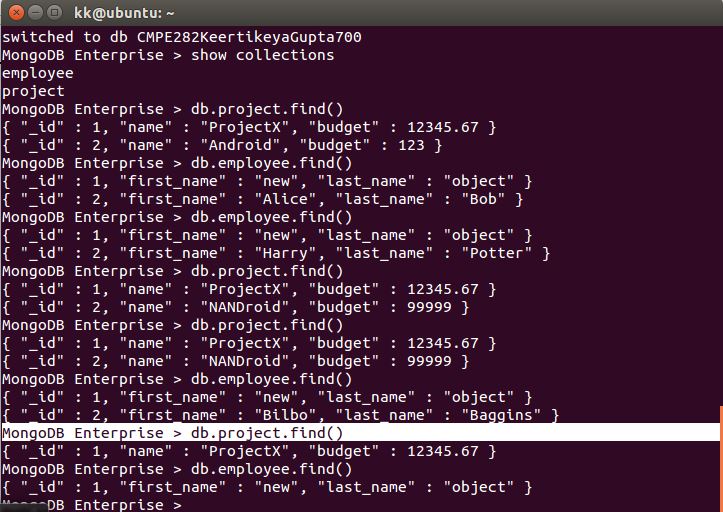 kk@ubuntu: ~
switched to db CMPE282KeertikeyaGupta700
MongoDB Enterprise > show collections
employee
project
MongoDB Enterprise > db.project.find()
{ "_id" : 1, "name" : "ProjectX", "budget" : 12345.67 }
{ "_id" : 2, "name" : "Android", "budget" : 123 }
MongoDB Enterprise > db.employee.find()
{ "_id" : 1, "first_name" : "new", "last_name" : "object" }
{ "_id" : 2, "first_name" : "Alice", "last_name" : "Bob" }
MongoDB Enterprise > db.employee.find()
{ "_id" : 1, "first_name" : "new", "last_name" : "object" }
{ "_id" : 2, "first_name" : "Harry", "last_name" : "Potter" }
MongoDB Enterprise > db.project.find()
{ "_id" : 1, "name" : "ProjectX", "budget" : 12345.67 }
{ "_id" : 2, "name" : "NANDroid", "budget" : 99999 }
MongoDB Enterprise > db.project.find()
{ "_id" : 1, "name" : "ProjectX", "budget" : 12345.67 }
{ "_id" : 2, "name" : "NANDroid", "budget" : 99999 }
MongoDB Enterprise > db.employee.find()
{ "_id" : 1, "first_name" : "new", "last_name" : "object" }
{ "_id" : 2, "first_name" : "Bilbo", "last_name" : "Baggins" }
MongoDB Enterprise > db.project.find()
{ "_id" : 1, "name" : "ProjectX", "budget" : 12345.67 }
MongoDB Enterprise > db.employee.find()
{ "_id" : 1, "first_name" : "new", "last_name" : "object" }
MongoDB Enterprise >